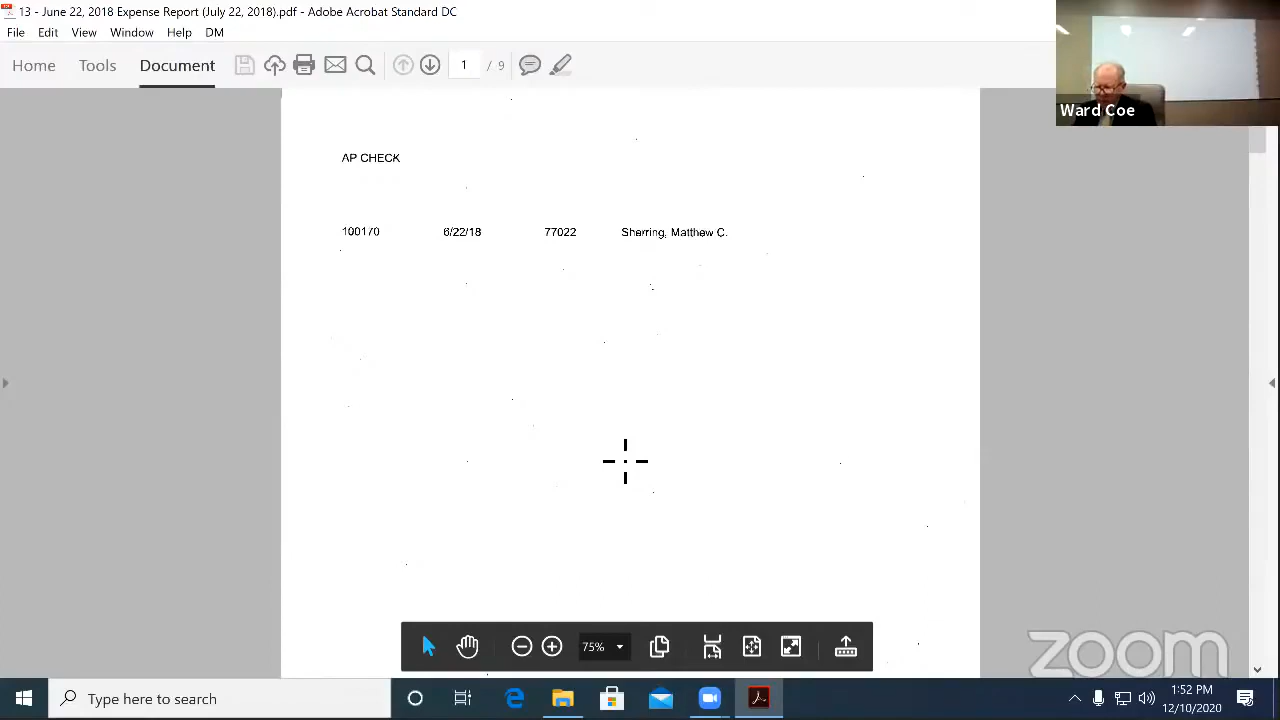 13 - June 22, 2018 Expense Report (July 22, 2018).pdf - Adobe Acrobat Standard DC
File Edit View Window Help DM
Home Tools Document 1 / 9
Ward Coe
AP CHECK
100170 6/22/18 77022 Sherring, Matthew C.
75%
zoom
Type here to search
1:52 PM
12/10/2020